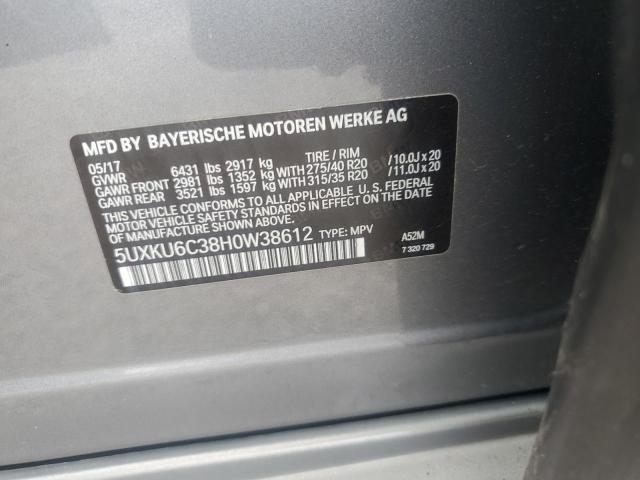 MFD BY BAYERISCHE MOTOREN WERKE AG
05/17 TIRE / RIM
GVWR 6431 lbs 2917 kg
GAWR FRONT 2981 lbs 1352 kg WITH 275/40 R20 /10.0J x 20
GAWR REAR 3521 lbs 1597 kg WITH 315/35 R20 /11.0J x 20
THIS VEHICLE CONFORMS TO ALL APPLICABLE U.S. FEDERAL
MOTOR VEHICLE SAFETY STANDARDS IN EFFECT ON THE DATE
OF MANUFACTURE SHOWN ABOVE.
5UXKU6C38H0W38612 TYPE: MPV A52M
7 320 729